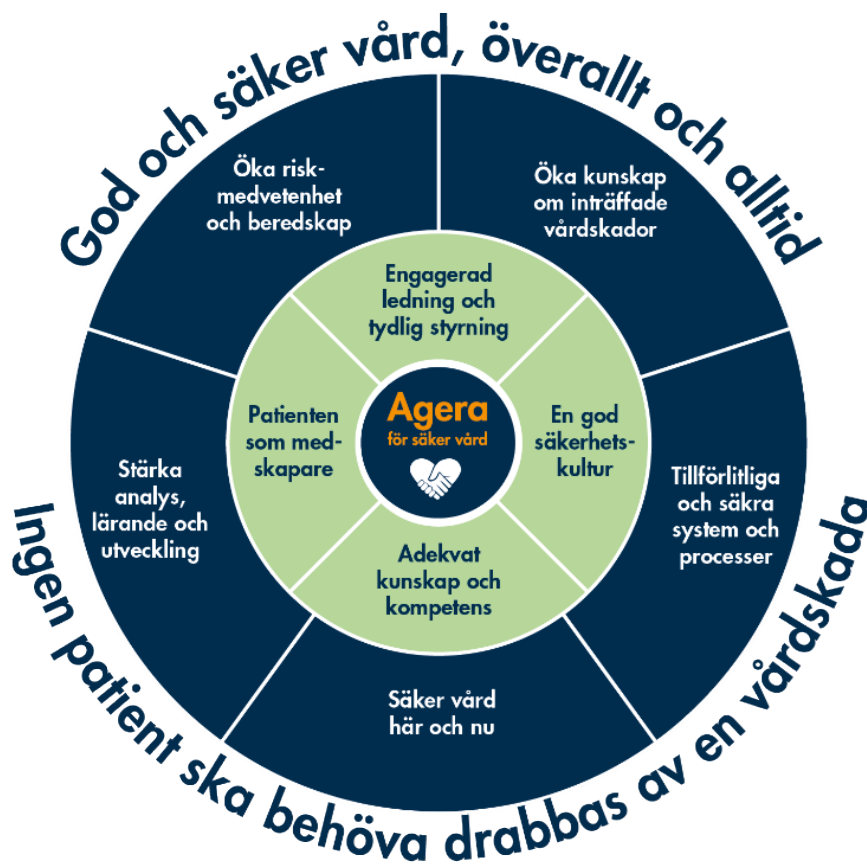 God och säker vård, överallt och alltid
Öka risk-
medvetenhet
och beredskap
Öka kunskap
om inträffade
vårdskador
Engagerad
ledning och
tydlig styrning
Patienten
som med-
skapare
Agera
för säker vård
En god
säkerhets-
kultur
Stärka
analys,
lärande och
utveckling
Tillförlitliga
och säkra
system och
processer
Adekvat
kunskap och
kompetens
Säker vård
här och nu
Ingen patient ska behöva drabbas av en vårdskada